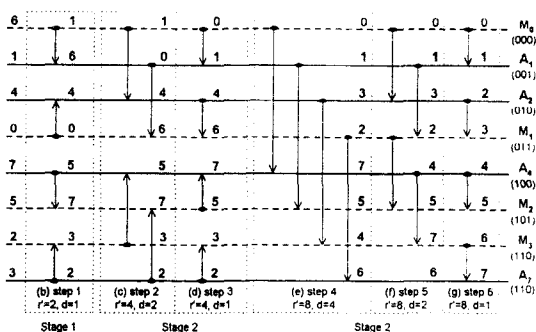 6 1 1 0 0 0 0 M₀
(000)
1 6 0 1 1 1 1 A₁
(001)
4 4 4 4 3 3 2 A₂
(010)
0 0 6 6 2 2 3 M₁
(011)
7 5 5 7 7 4 4 A₄
(100)
5 7 7 5 5 5 5 M₂
(101)
2 3 3 3 4 7 6 M₃
(110)
3 2 2 2 6 6 7 A₇
(110)
(b) step 1 (c) step 2 (d) step 3 (e) step 4 (f) step 5 (g) step 6
r'=2, d=1 r'=4, d=2 r'=4, d=1 r'=8, d=4 r'=8, d=2 r'=8, d=1
Stage 1 Stage 2 Stage 2